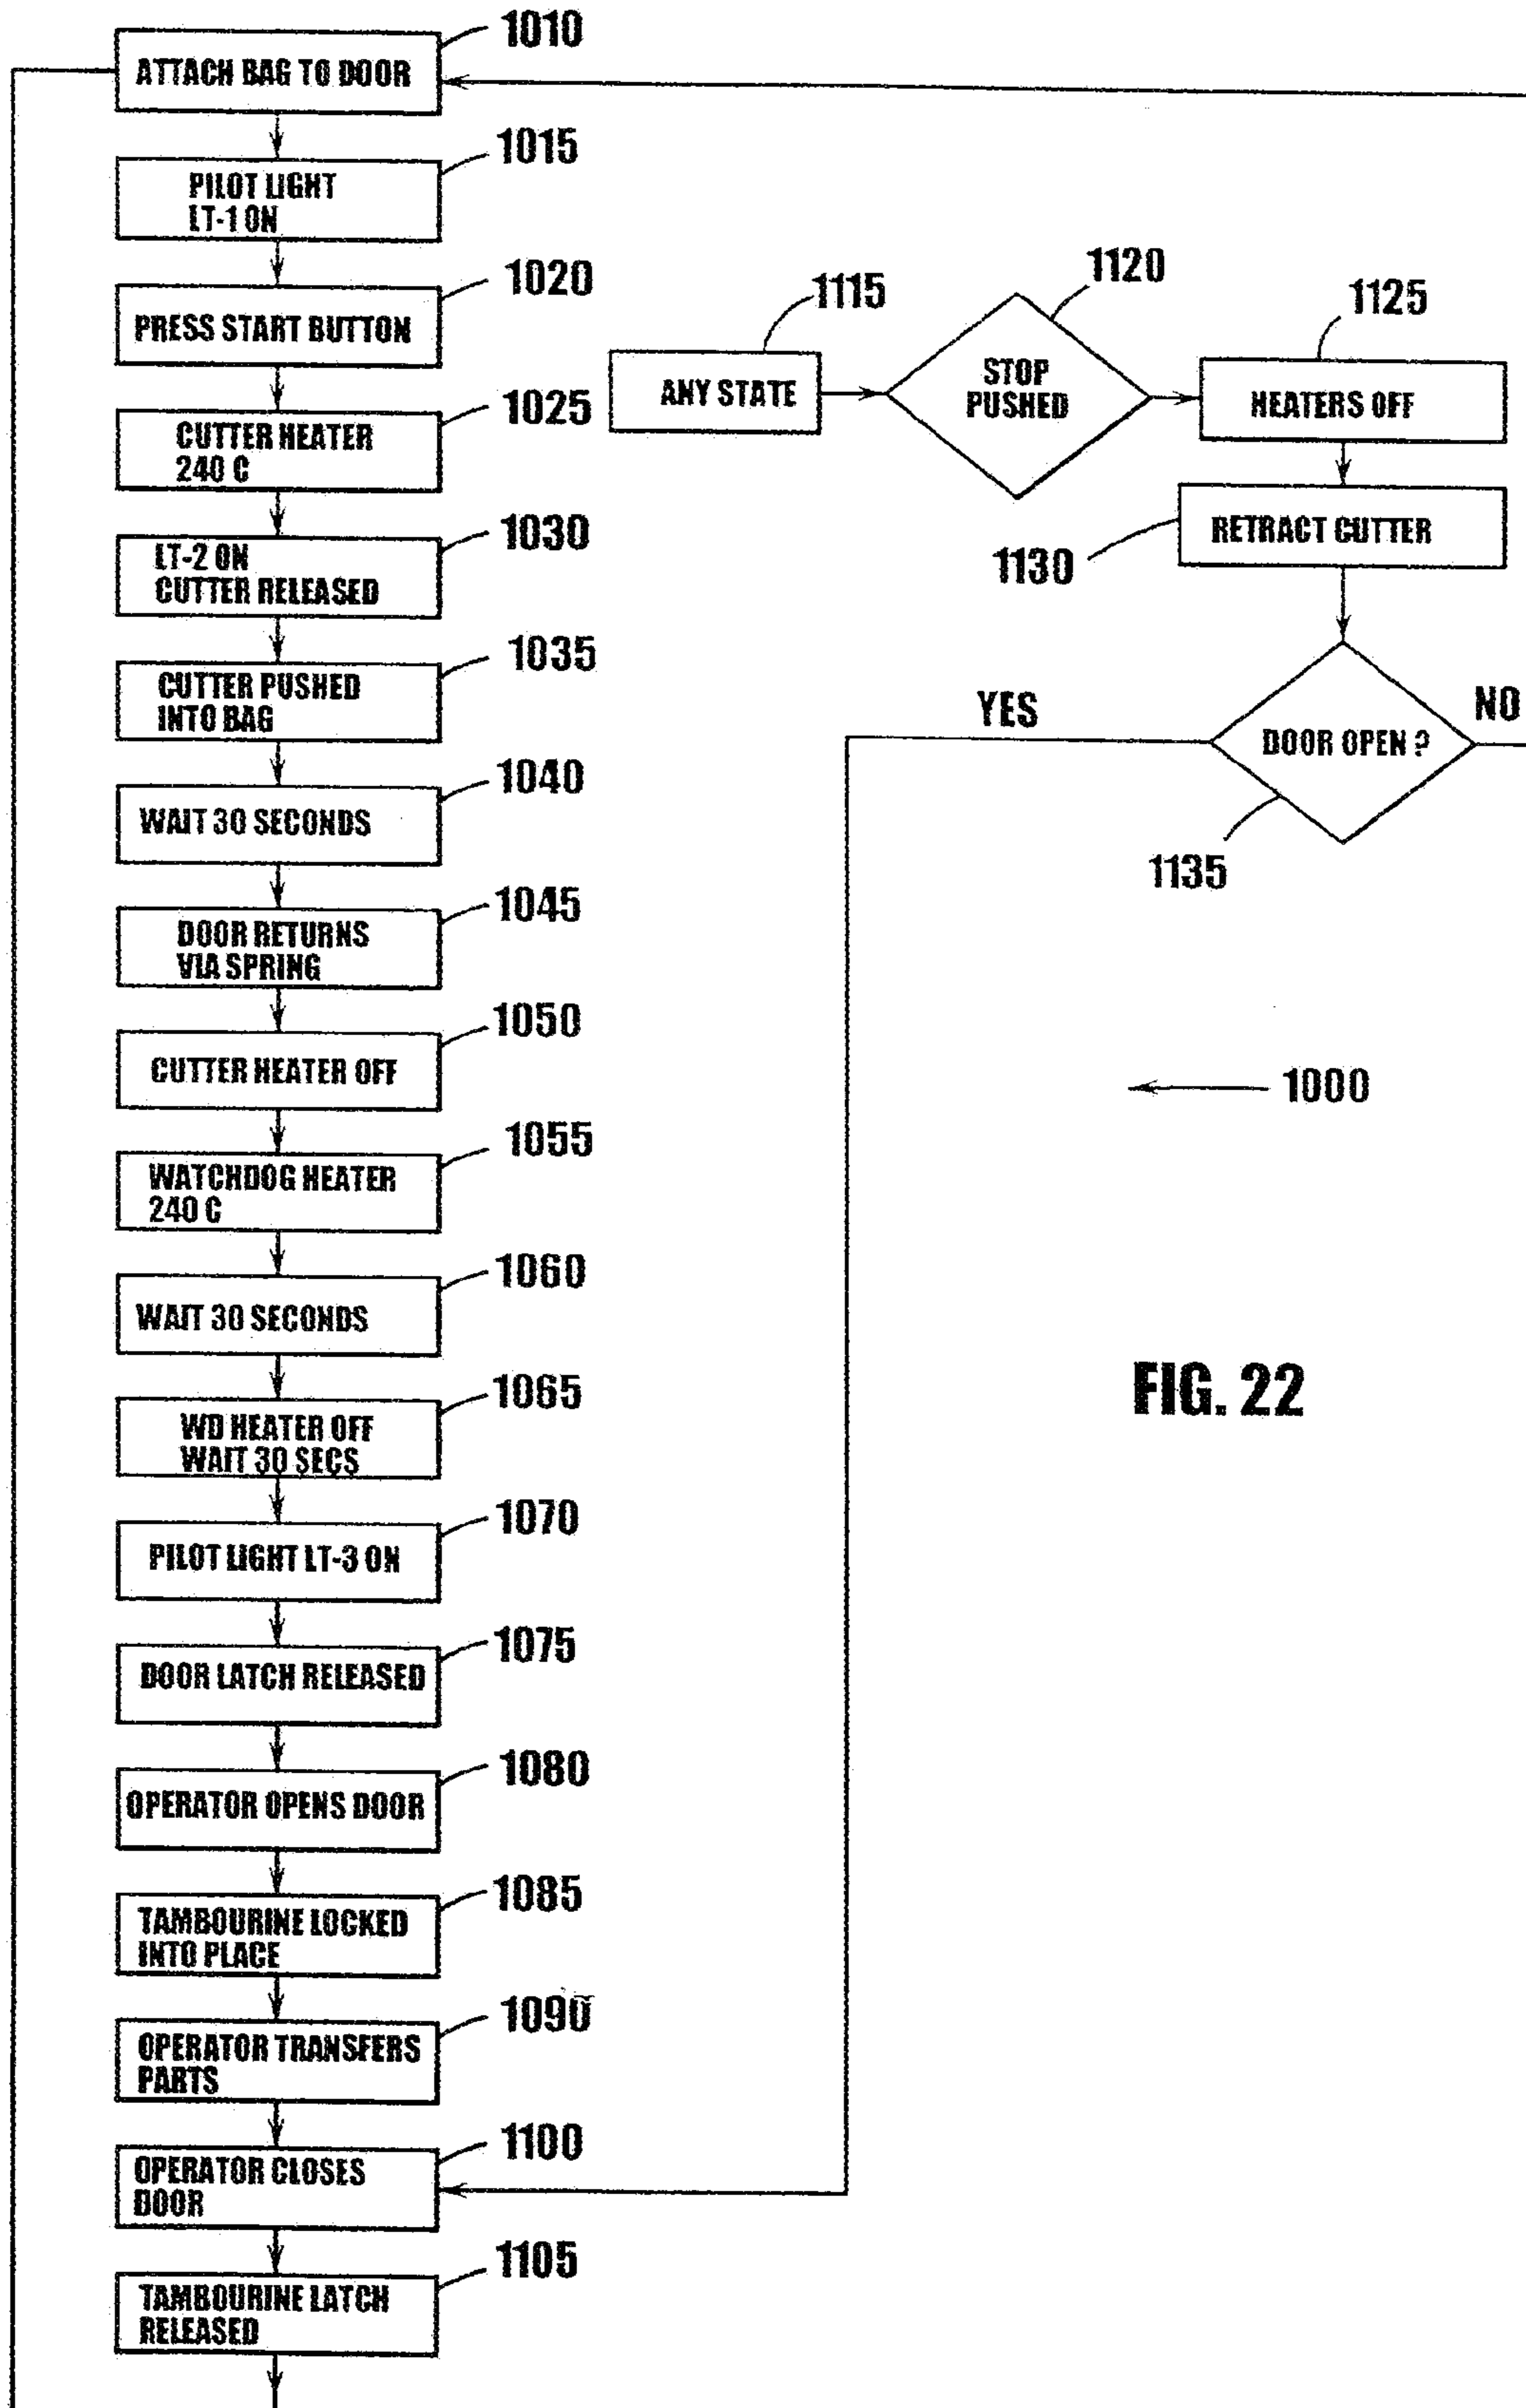 1010
ATTACH BAG TO DOOR
1015
PILOT LIGHT
LT-1 ON
1020
PRESS START BUTTON
1025
CUTTER HEATER
240 C
1030
LT-2 ON
CUTTER RELEASED
1035
CUTTER PUSHED
INTO BAG
1040
WAIT 30 SECONDS
1045
DOOR RETURNS
VIA SPRING
1050
CUTTER HEATER OFF
1055
WATCHDOG HEATER
240 C
1060
WAIT 30 SECONDS
1065
WD HEATER OFF
WAIT 30 SECS
1070
PILOT LIGHT LT-3 ON
1075
DOOR LATCH RELEASED
1080
OPERATOR OPENS DOOR
1085
TAMBOURINE LOCKED
INTO PLACE
1090
OPERATOR TRANSFERS
PARTS
1100
OPERATOR CLOSES
DOOR
1105
TAMBOURINE LATCH
RELEASED
1115
ANY STATE
1120
STOP
PUSHED
1125
HEATERS OFF
1130
RETRACT CUTTER
YES
NO
DOOR OPEN ?
1135
1000
FIG. 22